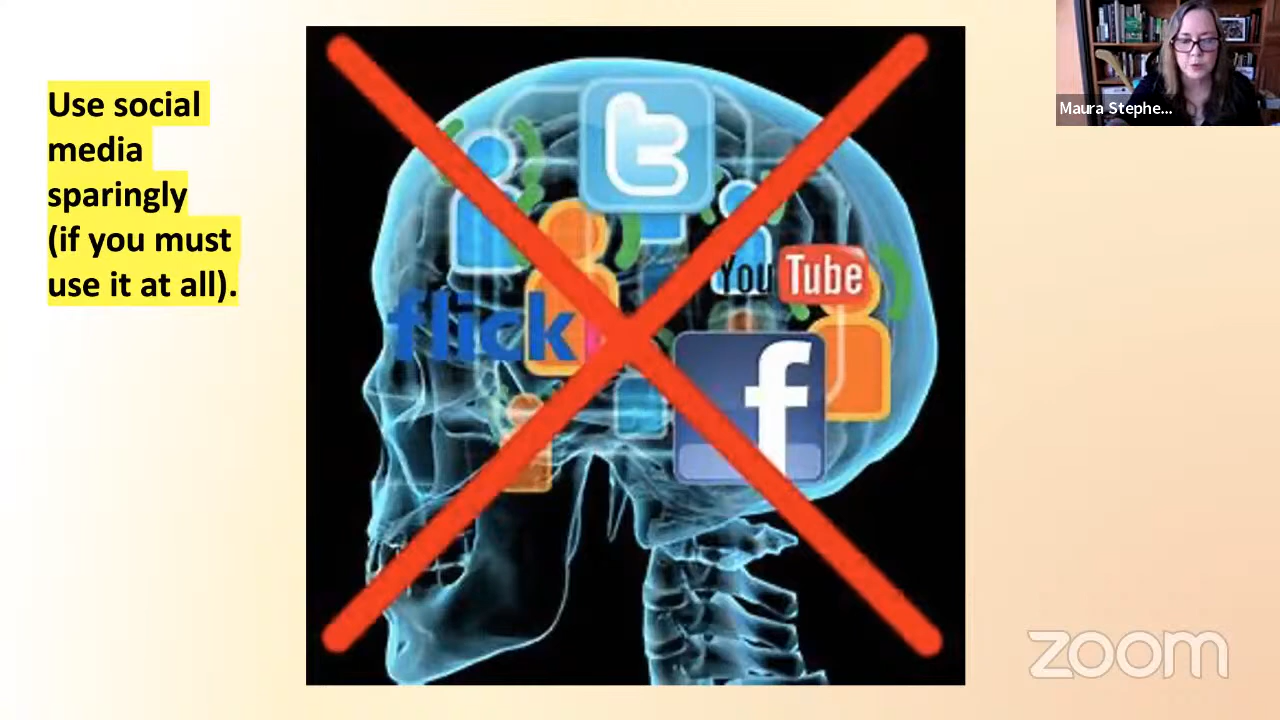 Use social
media
sparingly
(if you must
use it at all).
t
flick
YouTube
f
Maura Stephe...
zoom